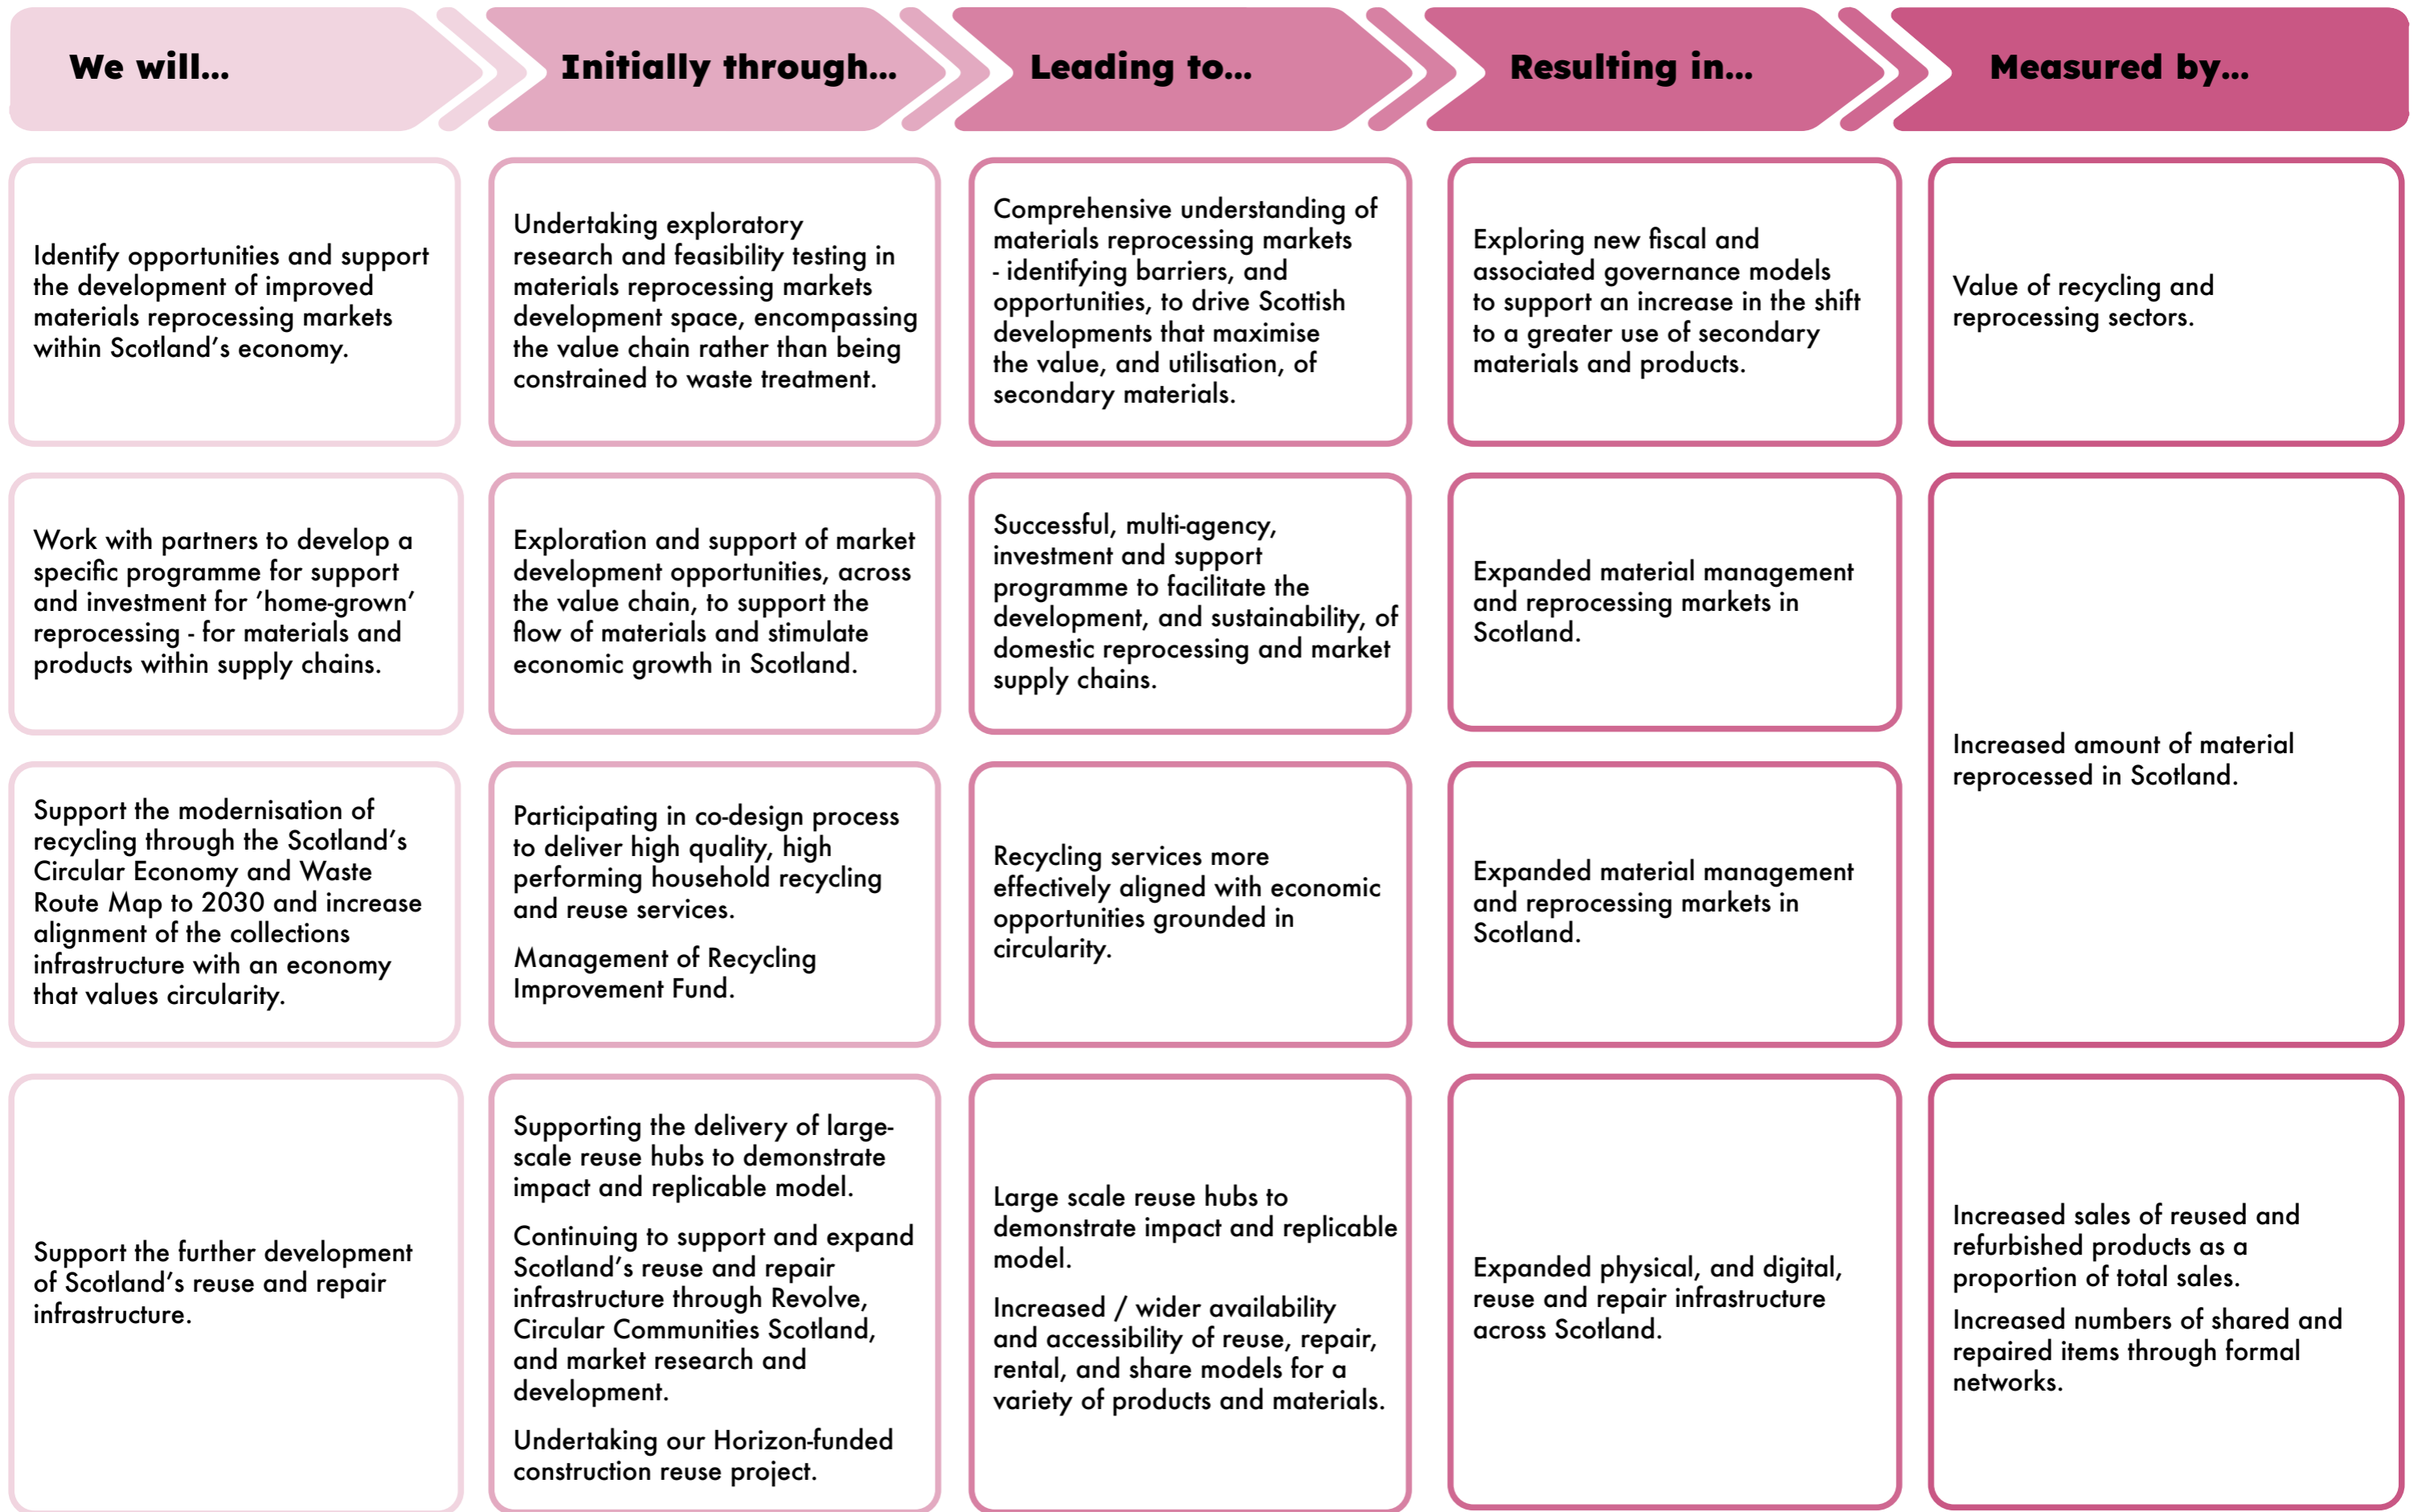 We will...
Initially through...
Leading to...
Resulting in...
Measured by...
Identify opportunities and support
the development of improved
materials reprocessing markets
within Scotland's economy.
Undertaking exploratory
research and feasibility testing in
materials reprocessing markets
development space, encompassing
the value chain rather than being
constrained to waste treatment.
Comprehensive understanding of
materials reprocessing markets
- identifying barriers, and
opportunities, to drive Scottish
developments that maximise
the value, and utilisation, of
secondary materials.
Exploring new fiscal and
associated governance models
to support an increase in the shift
to a greater use of secondary
materials and products.
Value of recycling and
reprocessing sectors.
Work with partners to develop a
specific programme for support
and investment for 'home-grown'
reprocessing - for materials and
products within supply chains.
Exploration and support of market
development opportunities, across
the value chain, to support the
flow of materials and stimulate
economic growth in Scotland.
Successful, multi-agency,
investment and support
programme to facilitate the
development, and sustainability, of
domestic reprocessing and market
supply chains.
Expanded material management
and reprocessing markets in
Scotland.
Increased amount of material
reprocessed in Scotland.
Support the modernisation of
recycling through the Scotland's
Circular Economy and Waste
Route Map to 2030 and increase
alignment of the collections
infrastructure with an economy
that values circularity.
Participating in co-design process
to deliver high quality, high
performing household recycling
and reuse services.
Management of Recycling
Improvement Fund.
Recycling services more
effectively aligned with economic
opportunities grounded in
circularity.
Expanded material management
and reprocessing markets in
Scotland.
Support the further development
of Scotland's reuse and repair
infrastructure.
Supporting the delivery of large-
scale reuse hubs to demonstrate
impact and replicable model.
Continuing to support and expand
Scotland's reuse and repair
infrastructure through Revolve,
Circular Communities Scotland,
and market research and
development.
Undertaking our Horizon-funded
construction reuse project.
Large scale reuse hubs to
demonstrate impact and replicable
model.
Increased / wider availability
and accessibility of reuse, repair,
rental, and share models for a
variety of products and materials.
Expanded physical, and digital,
reuse and repair infrastructure
across Scotland.
Increased sales of reused and
refurbished products as a
proportion of total sales.
Increased numbers of shared and
repaired items through formal
networks.